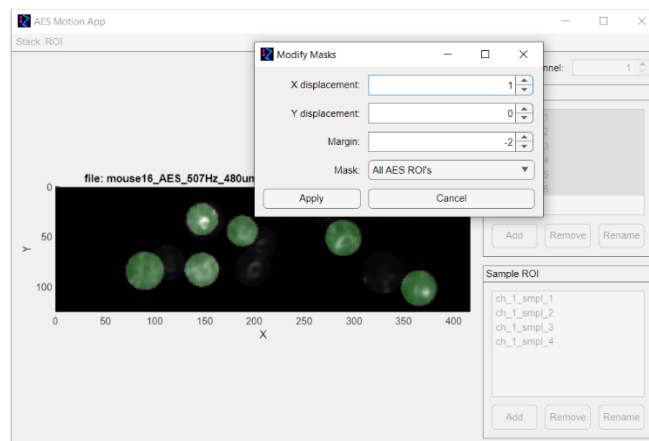 AES Motion App
Stack ROI
Modify Masks
X displacement: 1
Y displacement: 0
Margin: -2
Mask: All AES ROI's
Apply Cancel
nnel: 1
file: mouse16_AES_507Hz_480um
0
50
100
Y
0 50 100 150 200 250 300 350 400
X
Add Remove Rename
Sample ROI
ch_1_smpl_1
ch_1_smpl_2
ch_1_smpl_3
ch_1_smpl_4
Add Remove Rename